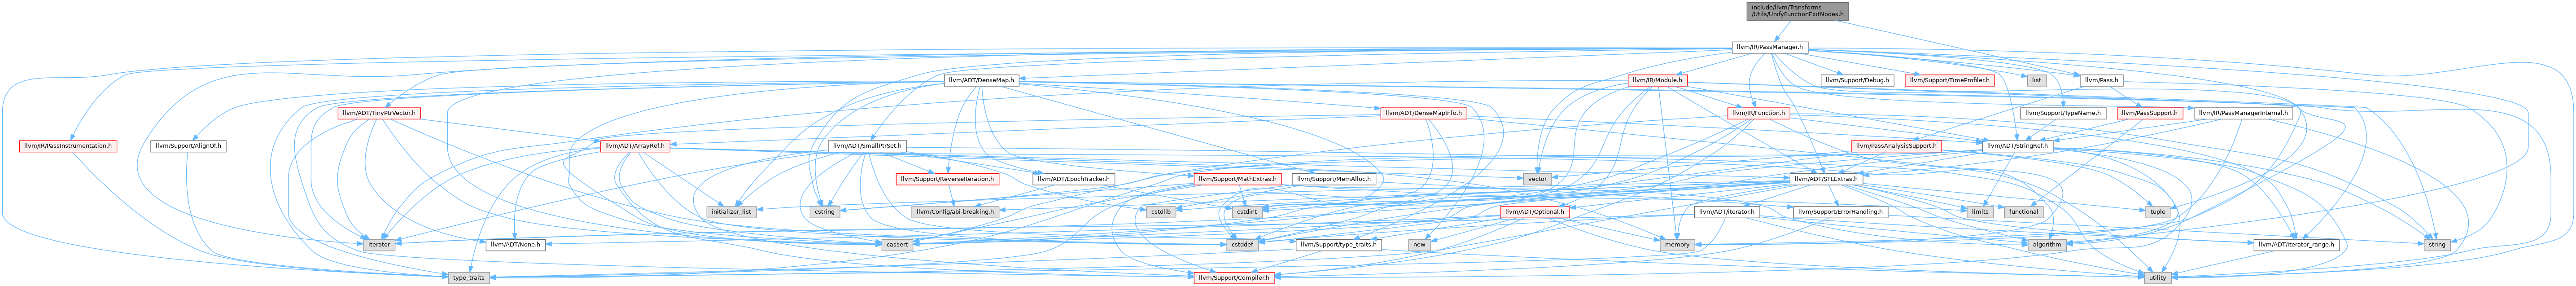 include/llvm/Transforms
/Utils/UnifyFunctionExitNodes.h
llvm/IR/PassManager.h
llvm/ADT/DenseMap.h
llvm/IR/Module.h
llvm/Support/Debug.h
llvm/Support/TimeProfiler.h
list
llvm/Pass.h
llvm/ADT/TinyPtrVector.h
llvm/ADT/DenseMapInfo.h
llvm/IR/Function.h
llvm/Support/TypeName.h
llvm/PassSupport.h
llvm/IR/PassManagerInternal.h
llvm/IR/PassInstrumentation.h
llvm/Support/AlignOf.h
llvm/ADT/ArrayRef.h
llvm/ADT/SmallPtrSet.h
llvm/PassAnalysisSupport.h
llvm/ADT/StringRef.h
llvm/Support/ReverseIteration.h
llvm/ADT/EpochTracker.h
llvm/Support/MathExtras.h
llvm/Support/MemAlloc.h
vector
llvm/ADT/STLExtras.h
initializer_list
cstring
llvm/Config/abi-breaking.h
cstdlib
cstdint
llvm/ADT/Optional.h
llvm/ADT/iterator.h
llvm/Support/ErrorHandling.h
limits
functional
tuple
iterator
llvm/ADT/None.h
cassert
cstddef
llvm/Support/type_traits.h
new
memory
algorithm
llvm/ADT/iterator_range.h
string
type_traits
llvm/Support/Compiler.h
utility